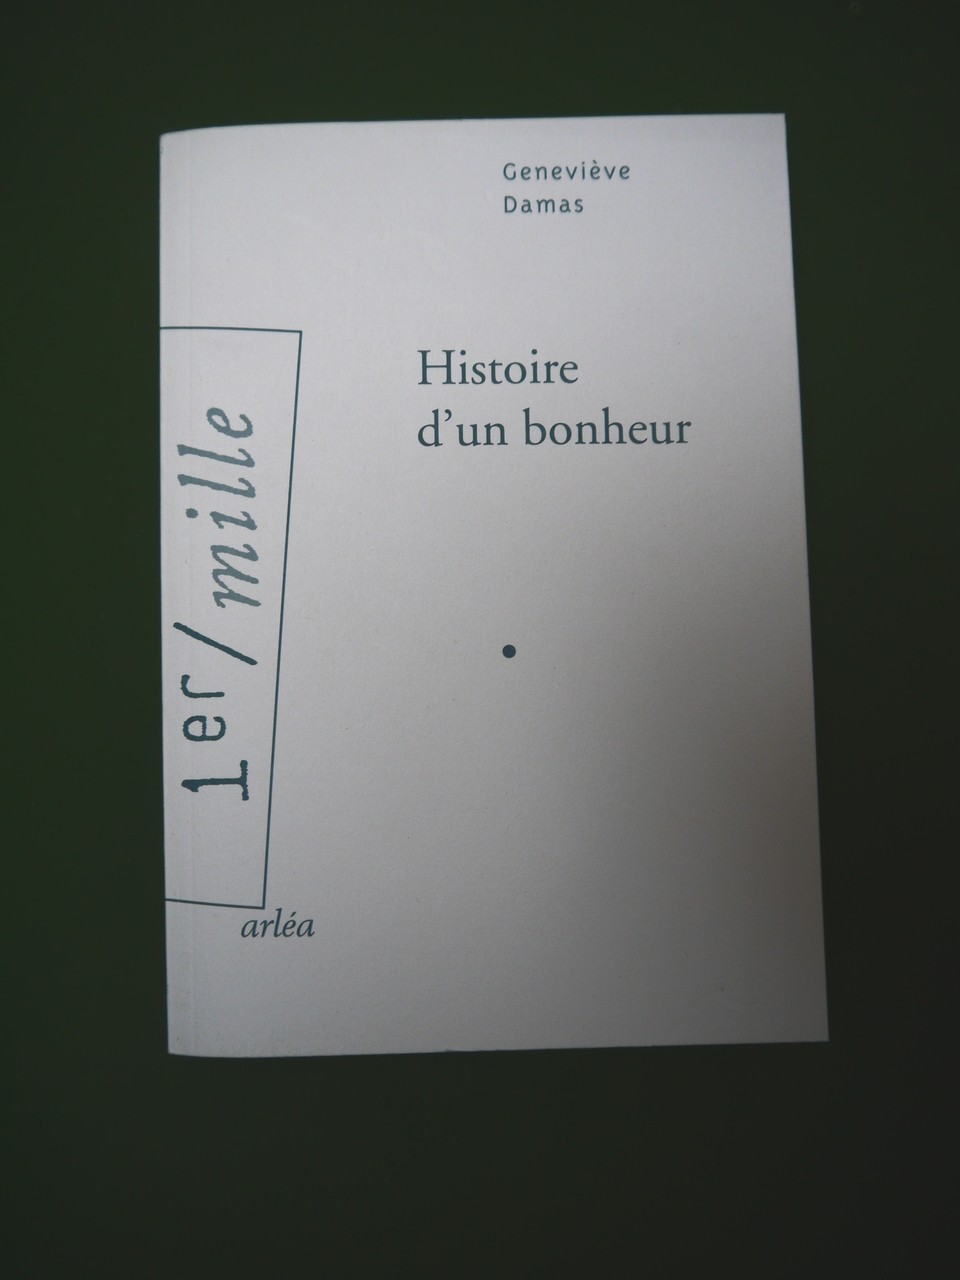 Geneviève
Damas
Histoire
d’un bonheur
1er/mille
arléa